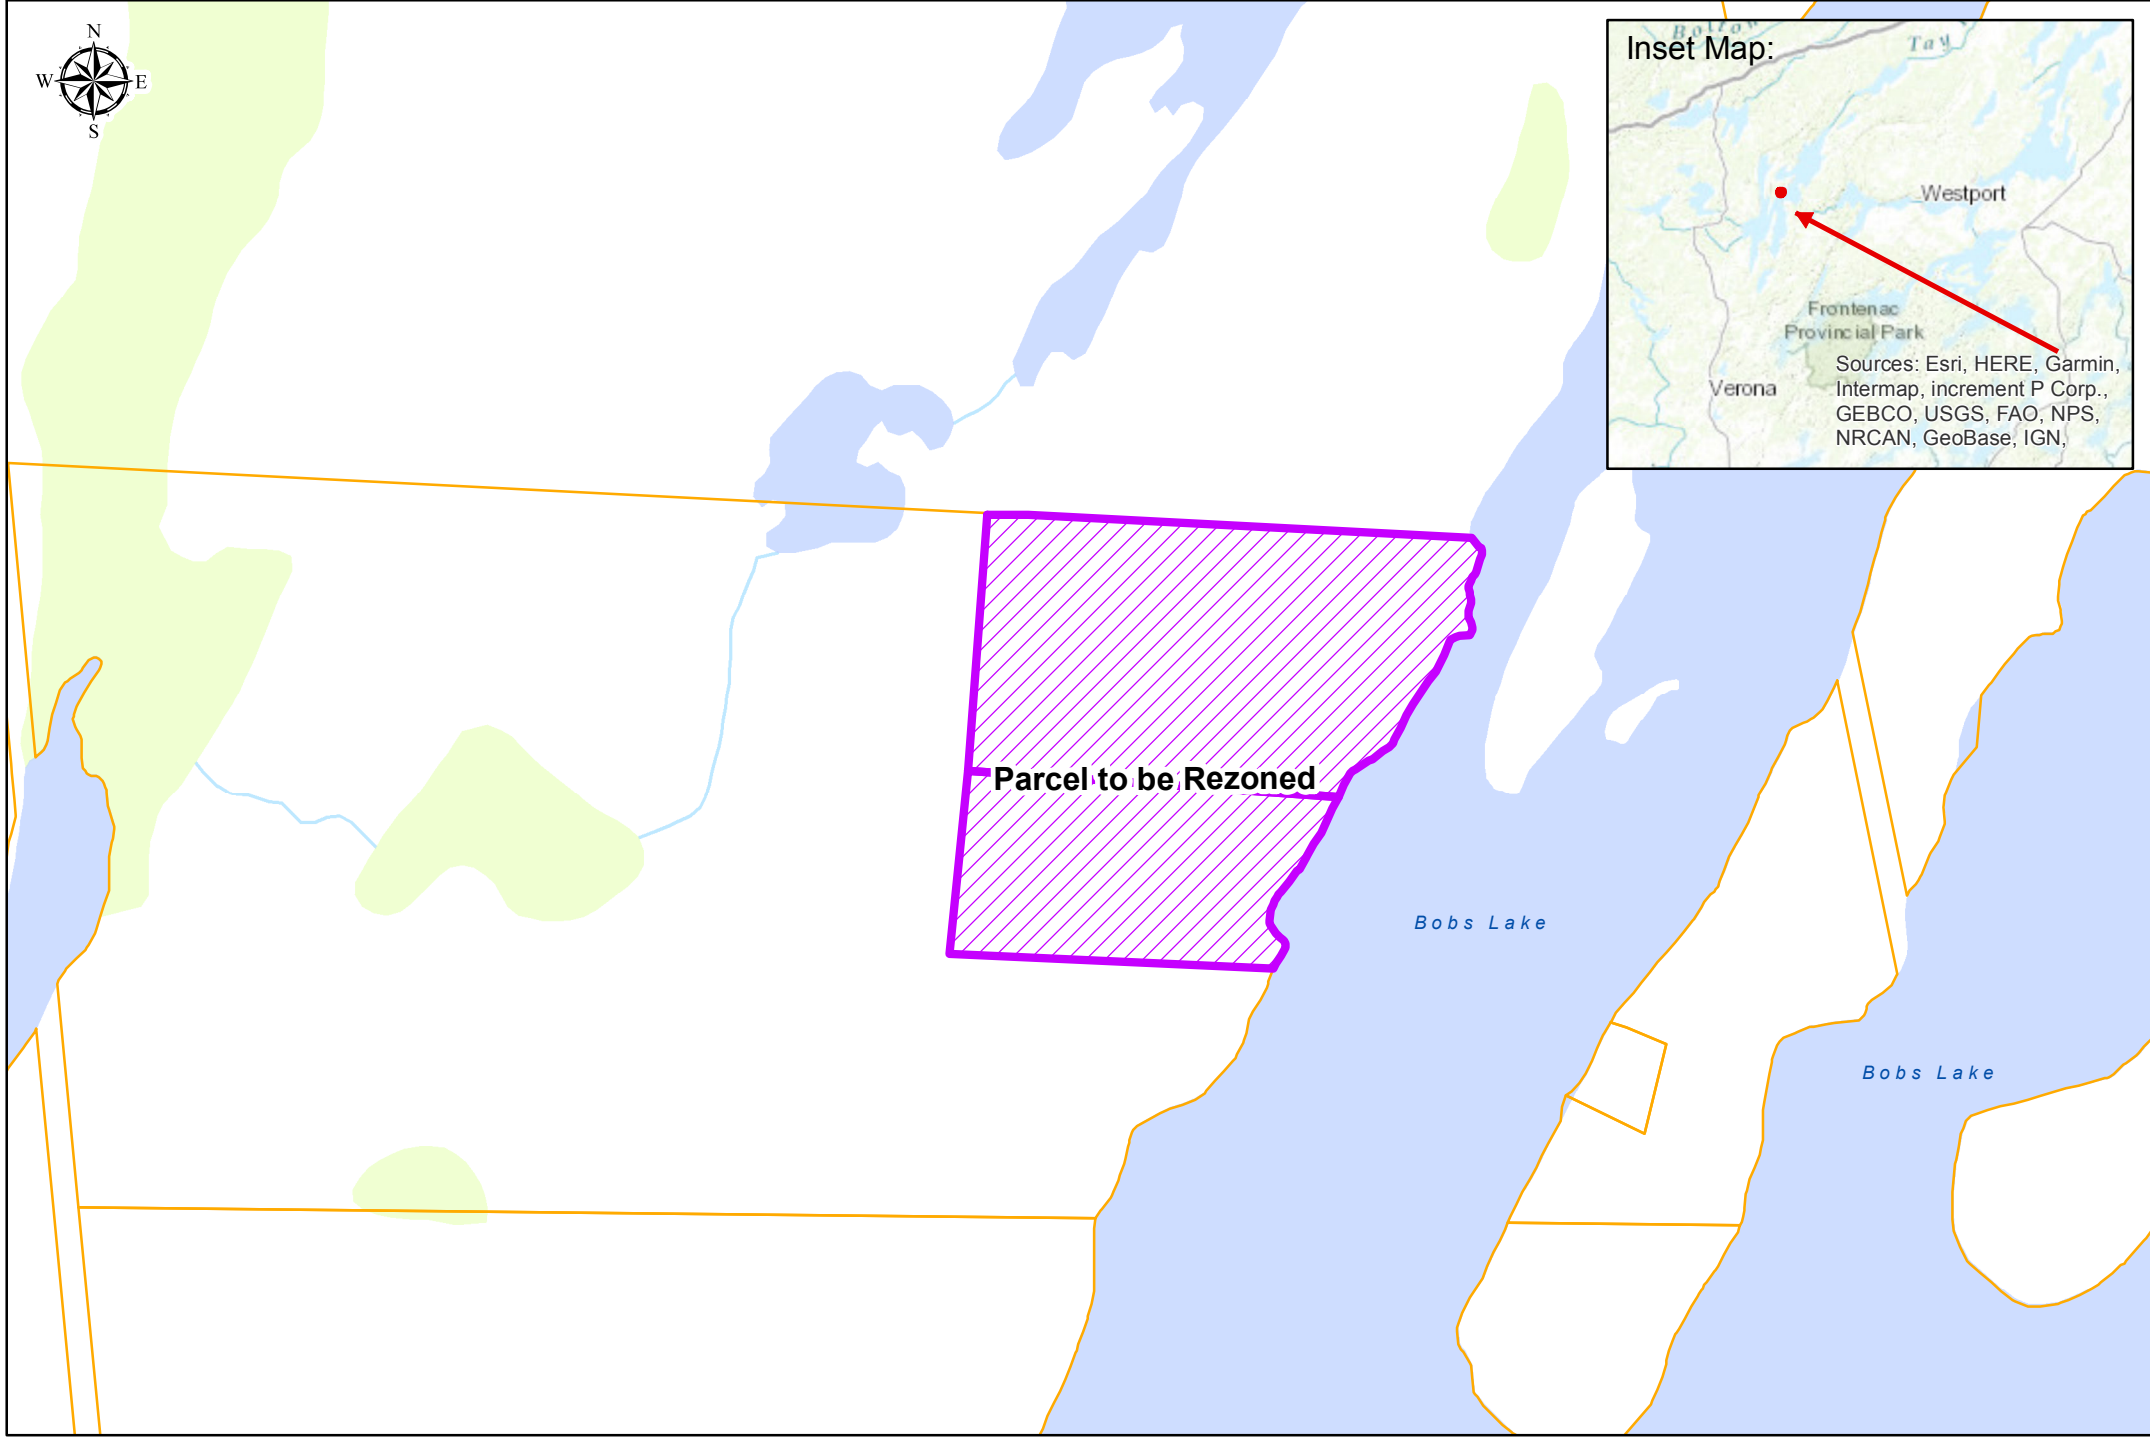 N
W E
S
Inset Map:
Bolton
Tay
Westport
Frontenac
Provincial Park
Verona
Sources: Esri, HERE, Garmin,
Intermap, increment P Corp.,
GEBCO, USGS, FAO, NPS,
NRCAN, GeoBase, IGN,
Parcel to be Rezoned
Bobs Lake
Bobs Lake